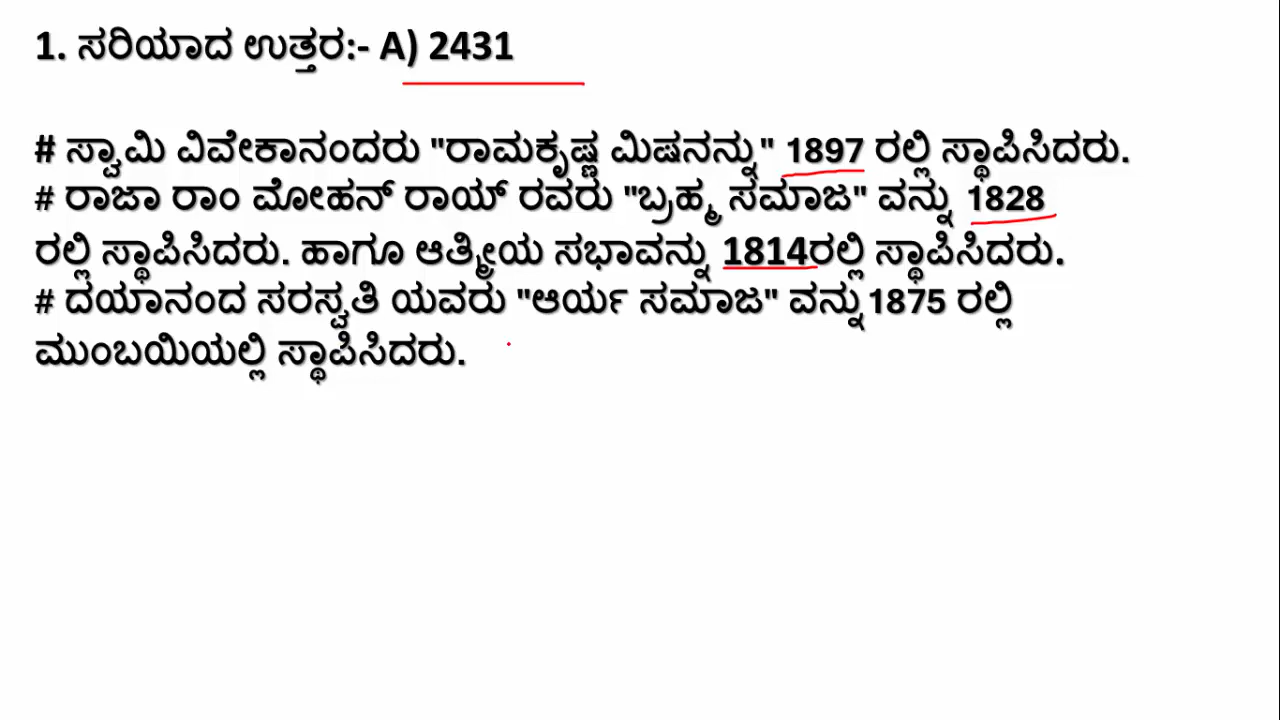 1. ಸರಿಯಾದ ಉತ್ತರ:- A) 2431
# ಸ್ವಾಮಿ ವಿವೇಕಾನಂದರು "ರಾಮಕೃಷ್ಣ ಮಿಷನನ್ನು" 1897 ರಲ್ಲಿ ಸ್ಥಾಪಿಸಿದರು.
# ರಾಜಾ ರಾಂ ಮೋಹನ್ ರಾಯ್ ರವರು "ಬ್ರಹ್ಮ ಸಮಾಜ" ವನ್ನು 1828
ರಲ್ಲಿ ಸ್ಥಾಪಿಸಿದರು. ಹಾಗೂ ಆತ್ಮೀಯ ಸಭಾವನ್ನು 1814ರಲ್ಲಿ ಸ್ಥಾಪಿಸಿದರು.
# ದಯಾನಂದ ಸರಸ್ವತಿ ಯವರು "ಆರ್ಯ ಸಮಾಜ" ವನ್ನು 1875 ರಲ್ಲಿ
ಮುಂಬಯಿಯಲ್ಲಿ ಸ್ಥಾಪಿಸಿದರು.